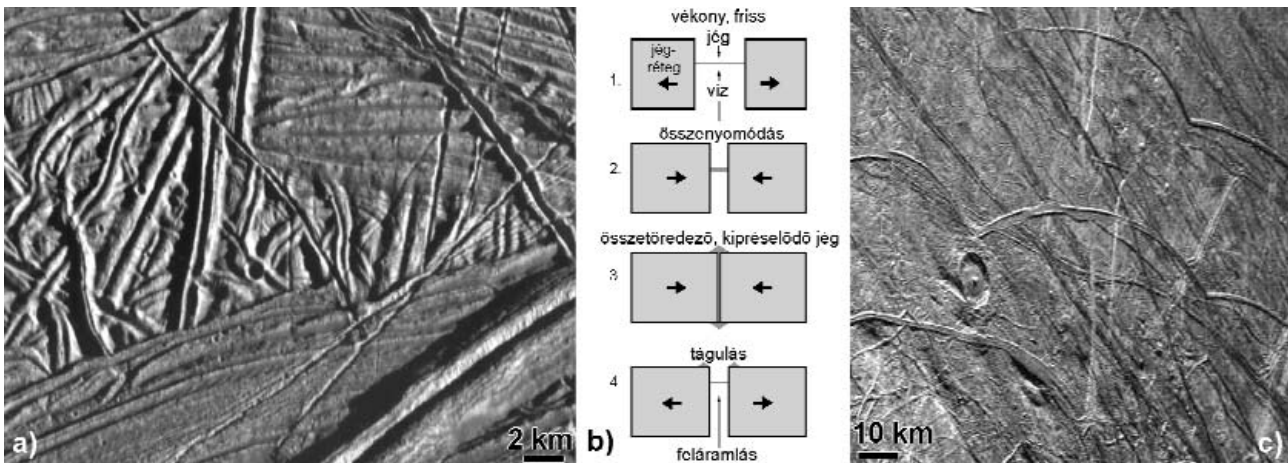 a)
2 km
b)
vékony, friss
jég
jég-
réteg
1.
víz
összenyomódás
2.
összetöredező, kipréselődő jég
3
tágulás
4
feláramlás
10 km
c)